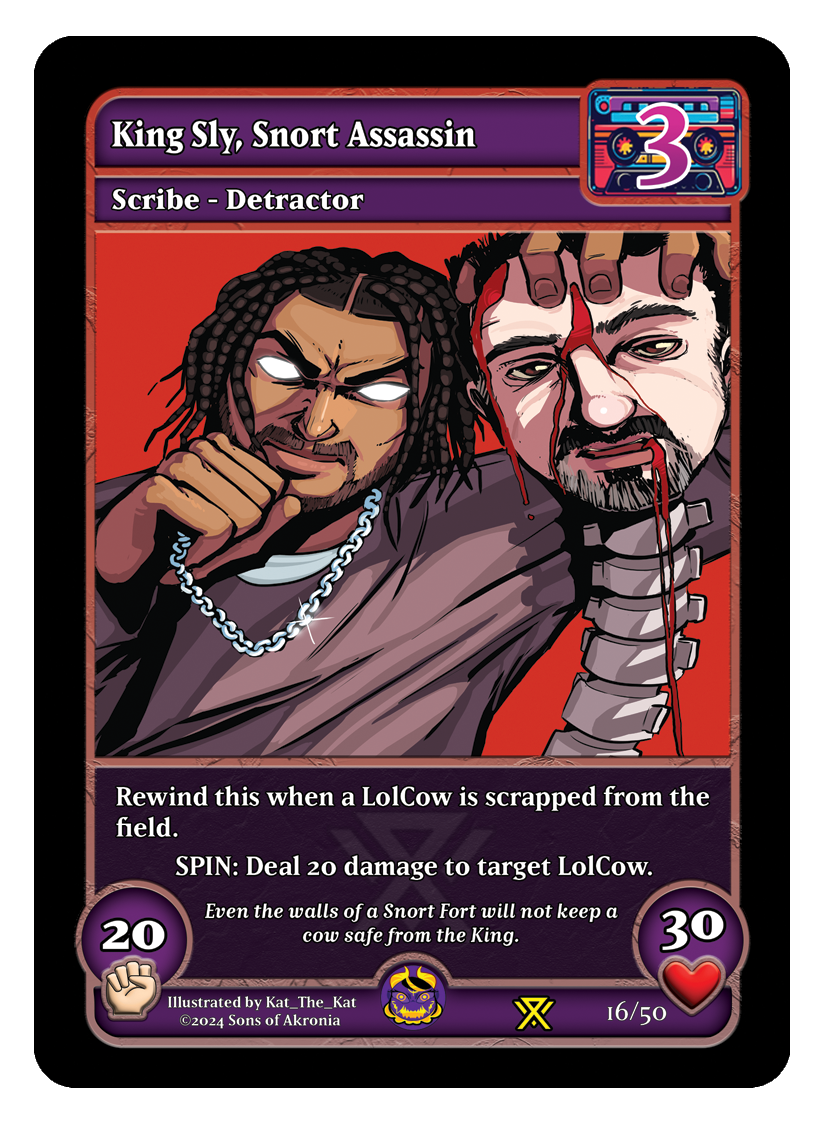 King Sly, Snort Assassin
3
Scribe - Detractor
Rewind this when a LolCow is scrapped from the
field.
SPIN: Deal 20 damage to target LolCow.
Even the walls of a Snort Fort will not keep a
cow safe from the King.
20
30
Illustrated by Kat_The_Kat
©2024 Sons of Akronia
16/50